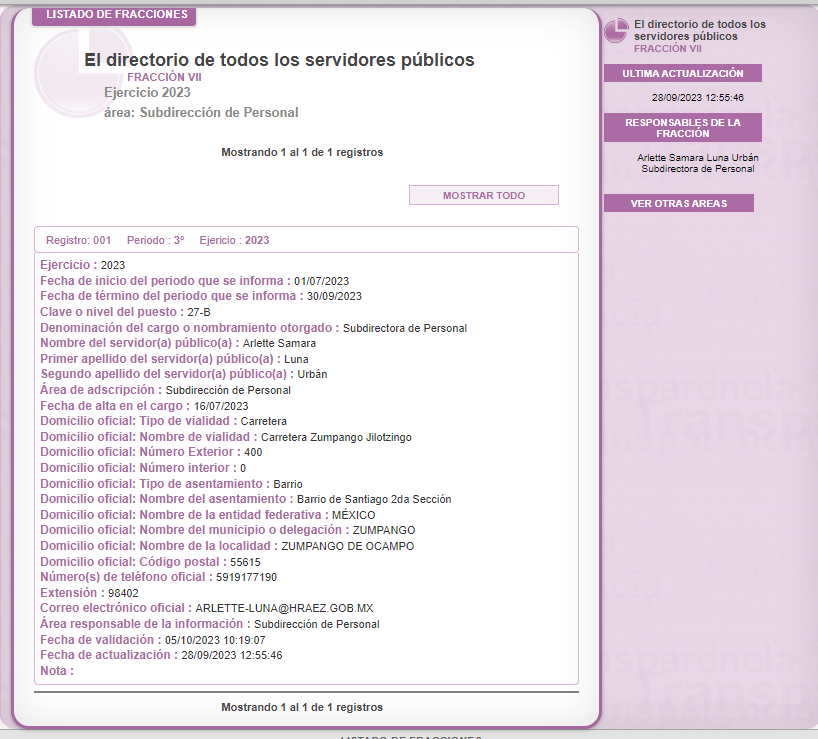 LISTADO DE FRACCIONES
El directorio de todos los servidores públicos
FRACCIÓN VII
Ejercicio 2023
área: Subdirección de Personal
Mostrando 1 al 1 de 1 registros
MOSTRAR TODO
Registro: 001 Periodo : 3º Ejericio : 2023
Ejercicio : 2023
Fecha de inicio del periodo que se informa : 01/07/2023
Fecha de término del periodo que se informa : 30/09/2023
Clave o nivel del puesto : 27-B
Denominación del cargo o nombramiento otorgado : Subdirectora de Personal
Nombre del servidor(a) público(a) : Arlette Samara
Primer apellido del servidor(a) público(a) : Luna
Segundo apellido del servidor(a) público(a) : Urbán
Área de adscripción : Subdirección de Personal
Fecha de alta en el cargo : 16/07/2023
Domicilio oficial: Tipo de vialidad : Carretera
Domicilio oficial: Nombre de vialidad : Carretera Zumpango Jilotzingo
Domicilio oficial: Número Exterior : 400
Domicilio oficial: Número interior : 0
Domicilio oficial: Tipo de asentamiento : Barrio
Domicilio oficial: Nombre del asentamiento : Barrio de Santiago 2da Sección
Domicilio oficial: Nombre de la entidad federativa : MÉXICO
Domicilio oficial: Nombre del municipio o delegación : ZUMPANGO
Domicilio oficial: Nombre de la localidad : ZUMPANGO DE OCAMPO
Domicilio oficial: Código postal : 55615
Número(s) de teléfono oficial : 5919177190
Extensión : 98402
Correo electrónico oficial : ARLETTE-LUNA@HRAEZ.GOB.MX
Área responsable de la información : Subdirección de Personal
Fecha de validación : 05/10/2023 10:19:07
Fecha de actualización : 28/09/2023 12:55:46
Nota :
Mostrando 1 al 1 de 1 registros
LISTADO DE FRACCIONES
El directorio de todos los
servidores públicos
FRACCIÓN VII
ULTIMA ACTUALIZACIÓN
28/09/2023 12:55:46
RESPONSABLES DE LA
FRACCIÓN
Arlette Samara Luna Urbán
Subdirectora de Personal
VER OTRAS AREAS